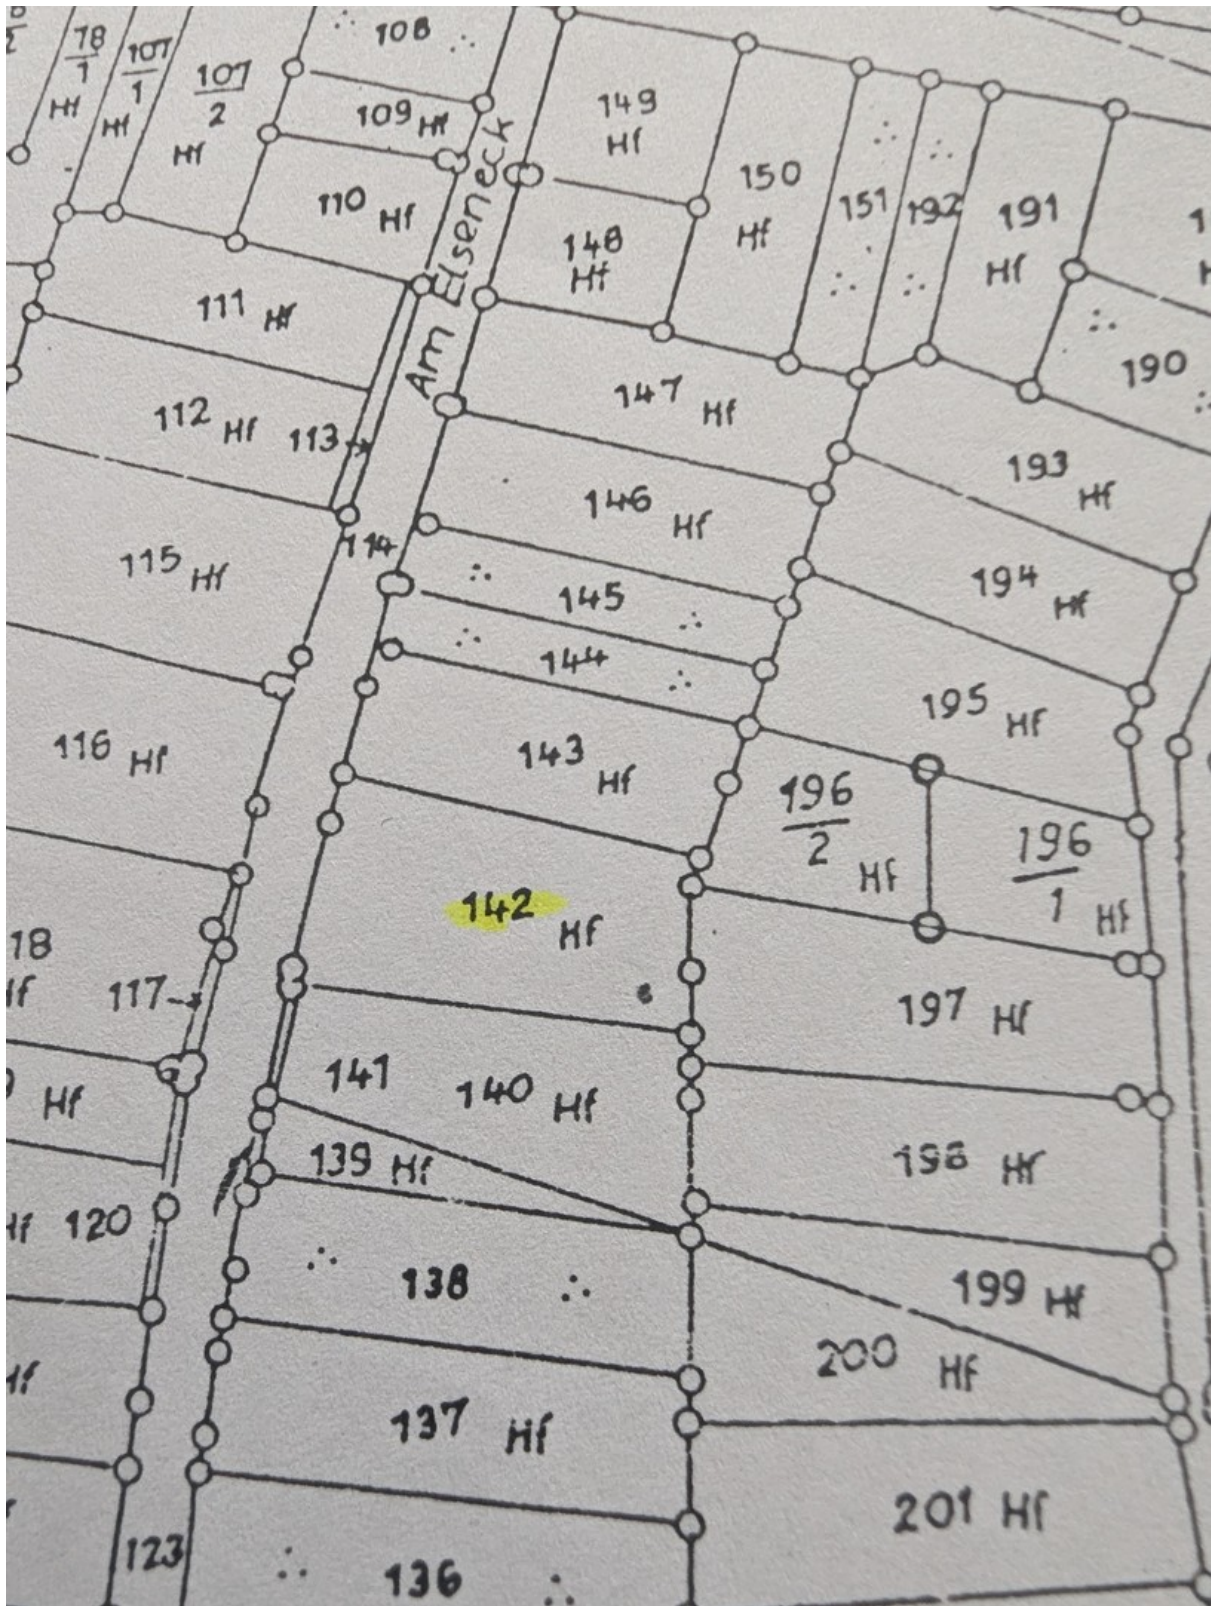 78
1
Hf
107
1
Hf
107
2
Hf
108
109 Hf
110 Hf
111 Hf
112 Hf
113
114
115 Hf
116 Hf
18
117
Hf
120
Hf
123
Am Elseneck
149
Hf
148
Hf
150
Hf
151
192
191
Hf
190
147 Hf
146 Hf
145
144
143 Hf
142 Hf
141
140 Hf
139 Hf
138
137 Hf
136
193 Hf
194 Hf
195 Hf
196
2
Hf
196
1
Hf
197 Hf
198 Hf
199 Hf
200 Hf
201 Hf